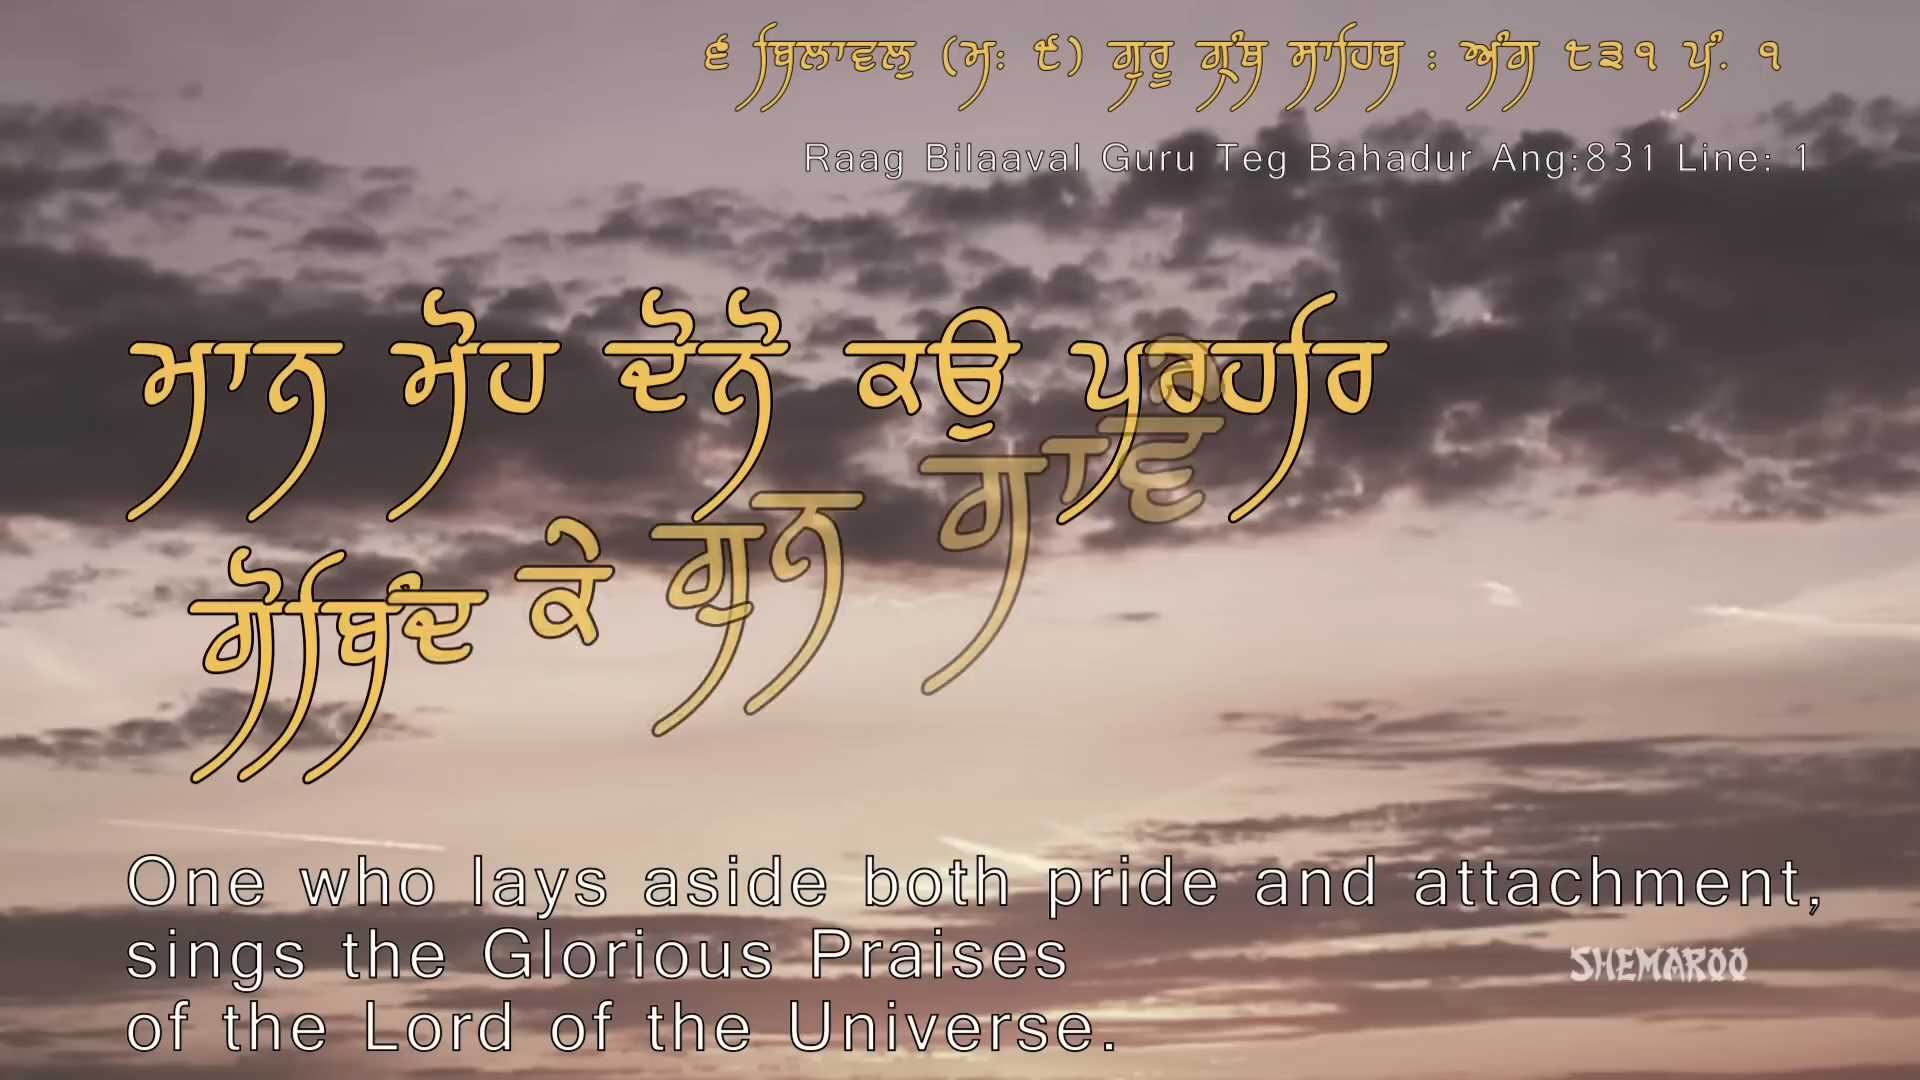 ੬ ਬਿਲਾਵਲੁ (ਮਃ ੯) ਗੁਰੂ ਗ੍ਰੰਥ ਸਾਹਿਬ : ਅੰਗ ੮੩੧ ਪੰ. ੧
Raag Bilaaval Guru Teg Bahadur Ang:831 Line: 1
ਮਾਨ ਮੋਹ ਦੋਨੋ ਕਉ ਪਰਹਰਿ
ਗੋਬਿੰਦ ਕੇ ਗੁਨ ਗਾਵੈ
One who lays aside both pride and attachment,
sings the Glorious Praises
SHEMAROO
of the Lord of the Universe.